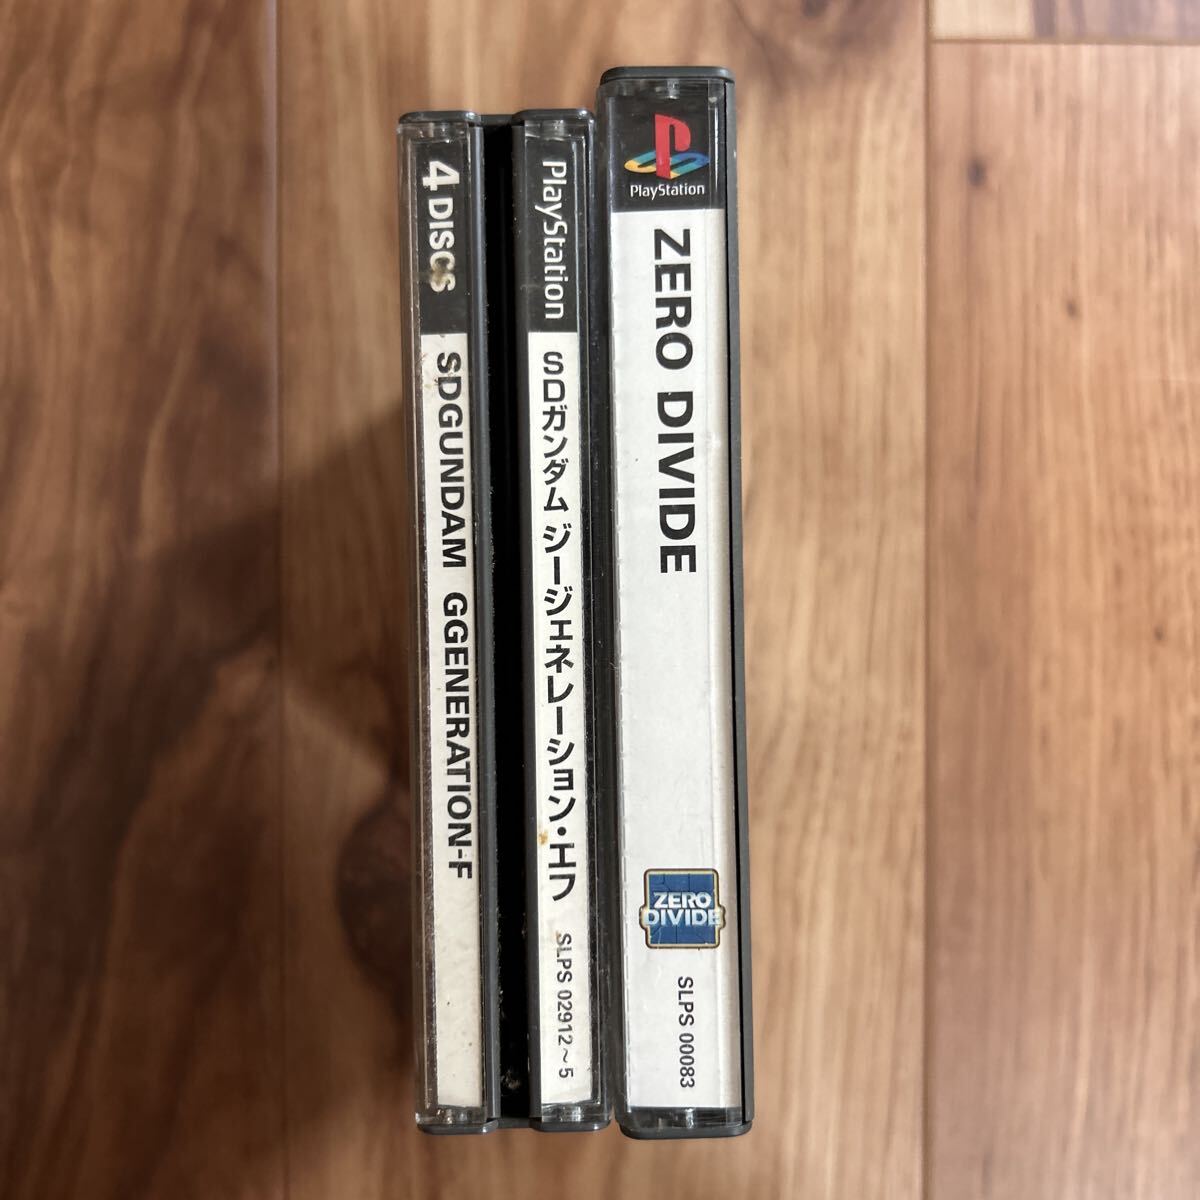 4 DISCS
SDGUNDAM GGENERATION-F
PlayStation
SDガンダム ジージェネレーション・エフ
SLPS 02912~5
PlayStation
ZERO DIVIDE
ZERO
DIVIDE
SLPS 00083